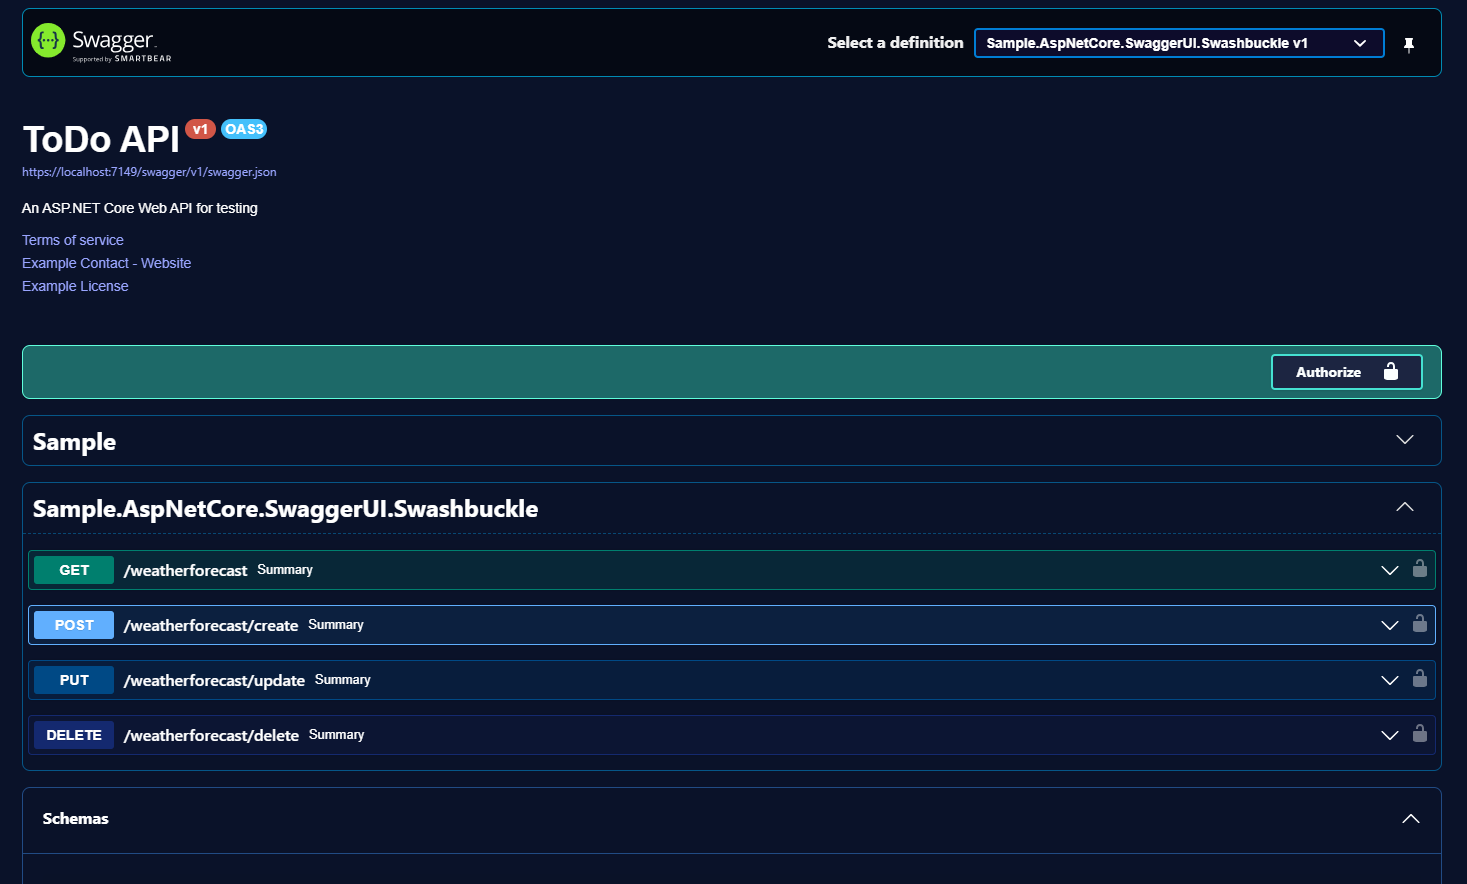 {...} Swagger
Supported by SMARTBEAR
Select a definition
Sample.AspNetCore.SwaggerUI.Swashbuckle v1
ToDo API v1 OAS3
https://localhost:7149/swagger/v1/swagger.json
An ASP.NET Core Web API for testing
Terms of service
Example Contact - Website
Example License
Authorize
Sample
Sample.AspNetCore.SwaggerUI.Swashbuckle
GET /weatherforecast Summary
POST /weatherforecast/create Summary
PUT /weatherforecast/update Summary
DELETE /weatherforecast/delete Summary
Schemas